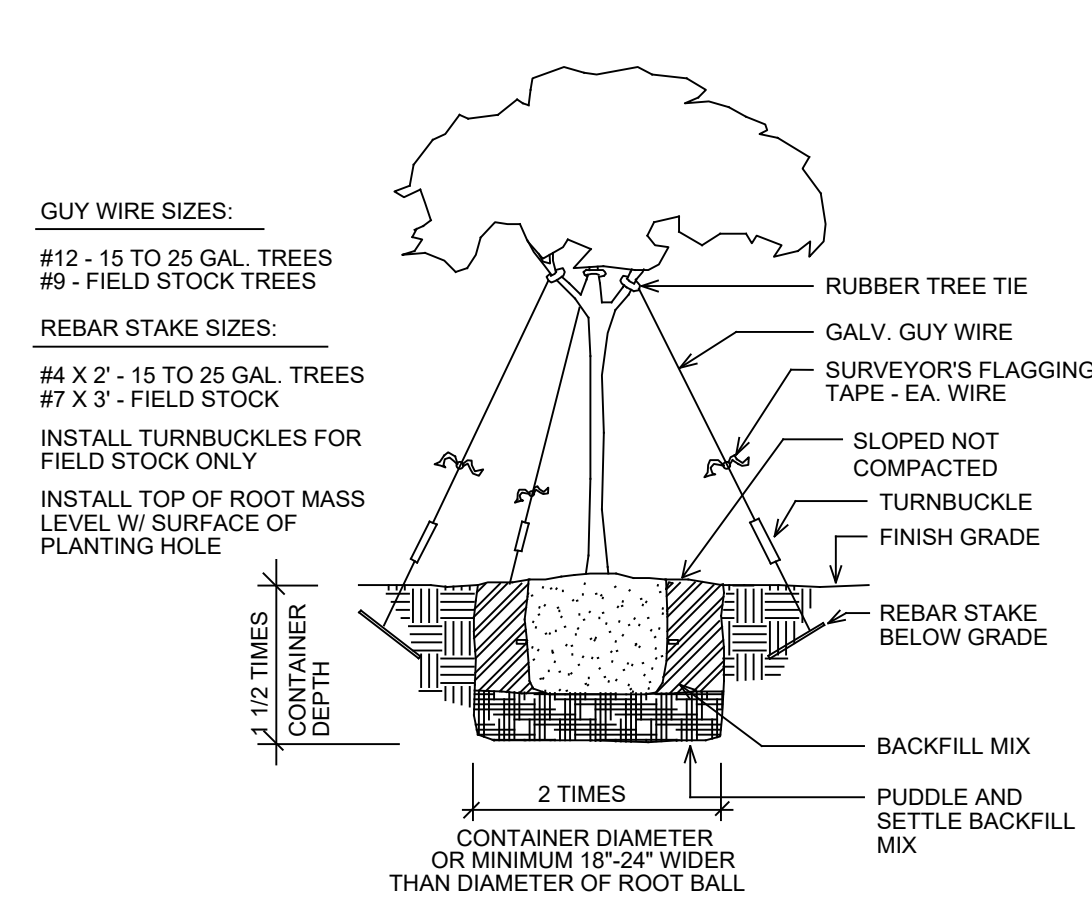 GUY WIRE SIZES:
#12 - 15 TO 25 GAL. TREES
#9 - FIELD STOCK TREES
REBAR STAKE SIZES:
#4 X 2' - 15 TO 25 GAL. TREES
#7 X 3' - FIELD STOCK
INSTALL TURNBUCKLES FOR
FIELD STOCK ONLY
INSTALL TOP OF ROOT MASS
LEVEL W/ SURFACE OF
PLANTING HOLE
1 1/2 TIMES
CONTAINER
DEPTH
2 TIMES
CONTAINER DIAMETER
OR MINIMUM 18"-24" WIDER
THAN DIAMETER OF ROOT BALL
RUBBER TREE TIE
GALV. GUY WIRE
SURVEYOR'S FLAGGING
TAPE - EA. WIRE
SLOPED NOT
COMPACTED
TURNBUCKLE
FINISH GRADE
REBAR STAKE
BELOW GRADE
BACKFILL MIX
PUDDLE AND
SETTLE BACKFILL
MIX